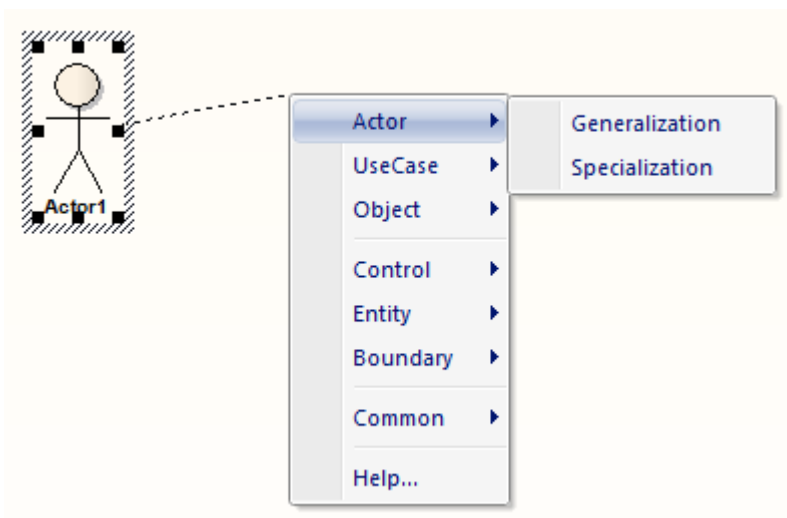 Actor1
Actor
UseCase
Object
Control
Entity
Boundary
Common
Help...
Generalization
Specialization